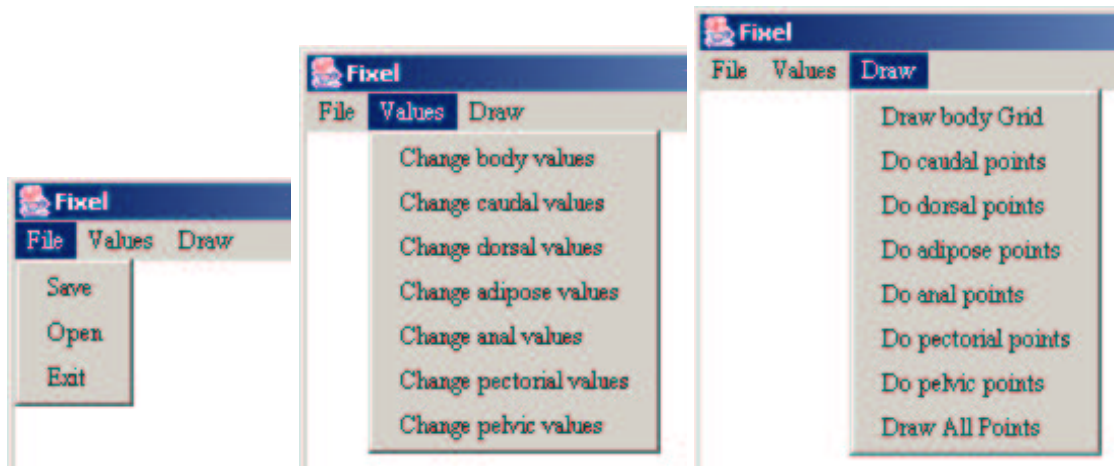 Fixel
File Values Draw
Save
Open
Exit
Fixel
File Values Draw
Change body values
Change caudal values
Change dorsal values
Change adipose values
Change anal values
Change pectorial values
Change pelvic values
Fixel
File Values Draw
Draw body Grid
Do caudal points
Do dorsal points
Do adipose points
Do anal points
Do pectorial points
Do pelvic points
Draw All Points